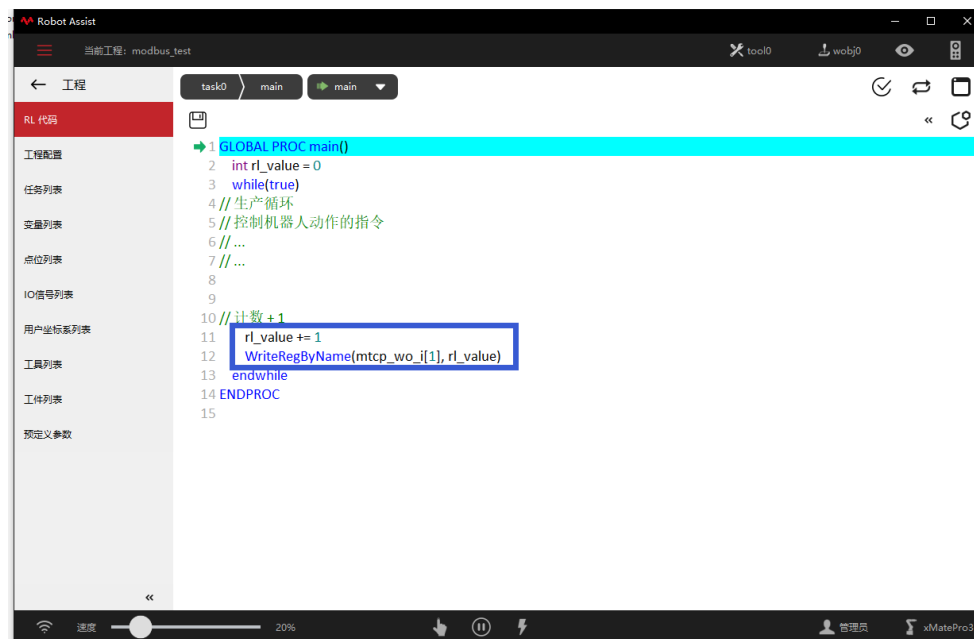 Robot Assist
当前工程: modbus_test
tool0
wobj0
工程
task0
main
main
RL 代码
工程配置
任务列表
变量列表
点位列表
IO信号列表
用户坐标系列表
工具列表
工件列表
预定义参数
«
«
1 GLOBAL PROC main()
2 int rl_value = 0
3 while(true)
4 // 生产循环
5 // 控制机器人动作的指令
6 // ...
7 // ...
8
9
10 // 计数 + 1
11 rl_value += 1
12 WriteRegByName(mtcp_wo_i[1], rl_value)
13 endwhile
14 ENDPROC
15
速度
20%
管理员
xMatePro3